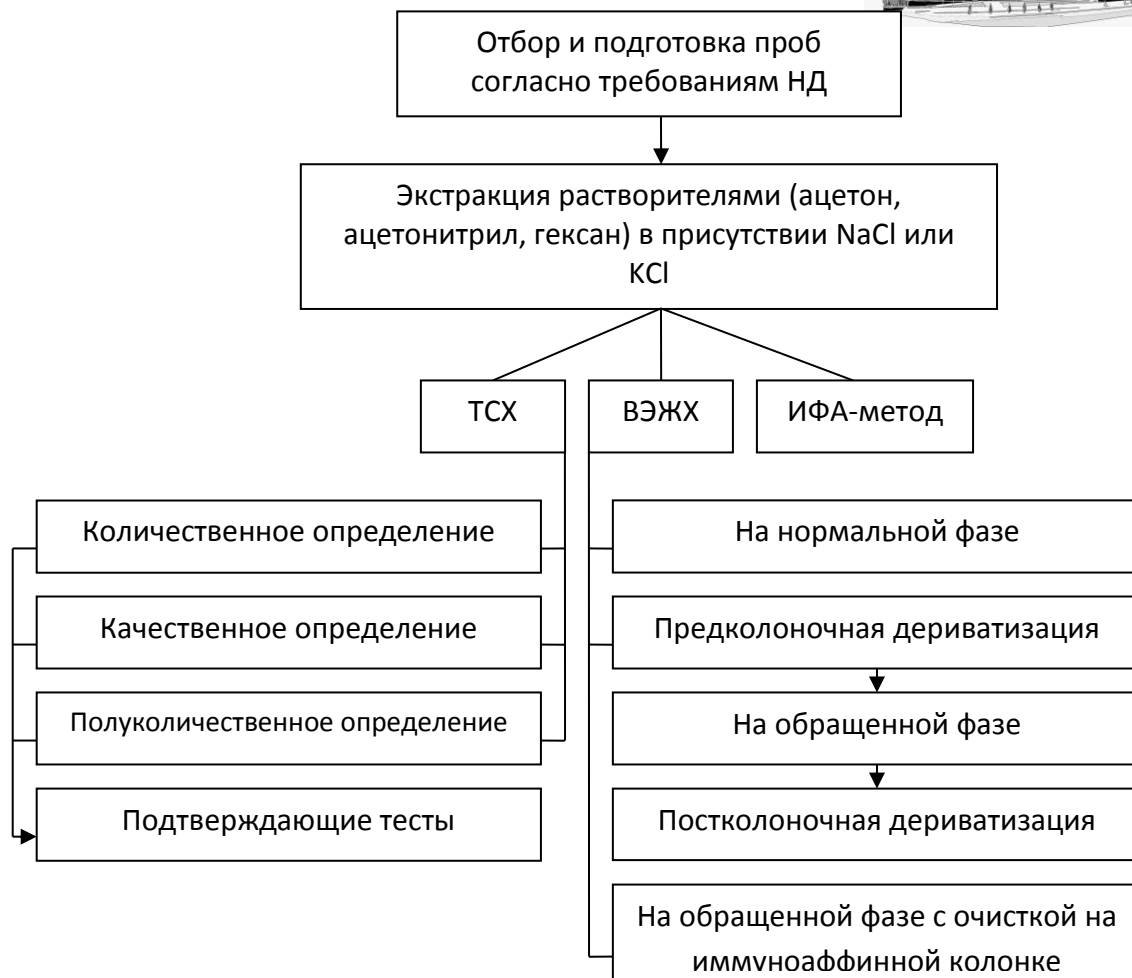 Отбор и подготовка проб
согласно требованиям НД
Экстракция растворителями (ацетон,
ацетонитрил, гексан) в присутствии NaCl или
KCl
ТСХ
ВЭЖХ
ИФА-метод
Количественное определение
Качественное определение
Полуколичественное определение
Подтверждающие тесты
На нормальной фазе
Предколоночная дериватизация
На обращенной фазе
Постколоночная дериватизация
На обращенной фазе с очисткой на
иммуноаффинной колонке